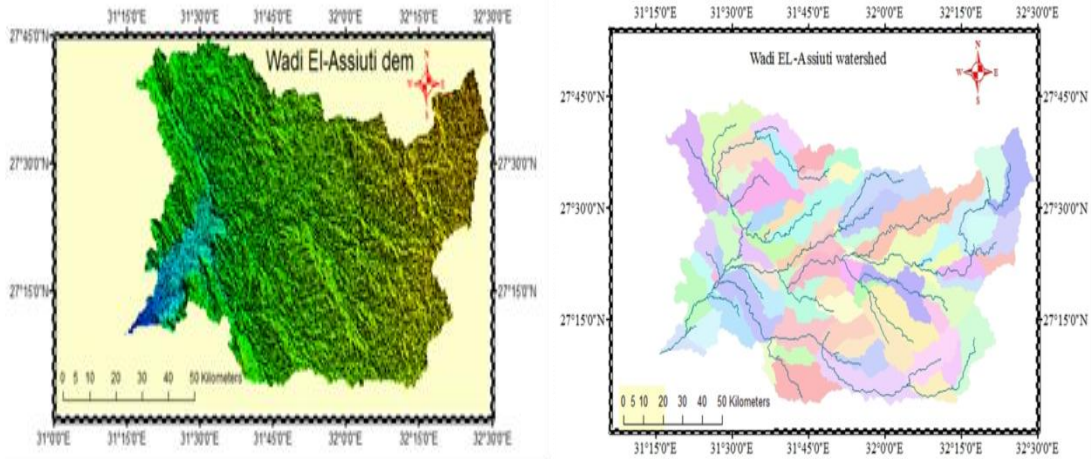 31°15'0"E 31°30'0"E 31°45'0"E 32°0'0"E 32°15'0"E 32°30'0"E
27°45'0"N
Wadi El-Assiuti dem
N
W E
S
27°30'0"N 27°30'0"N
27°15'0"N 27°15'0"N
0 5 10 20 30 40 50 Kilometers
31°0'0"E 31°15'0"E 31°30'0"E 31°45'0"E 32°0'0"E 32°15'0"E 32°30'0"E
31°15'0"E 31°30'0"E 31°45'0"E 32°0'0"E 32°15'0"E 32°30'0"E
Wadi EL-Assiuti watershed
N
W E
S
27°45'0"N 27°45'0"N
27°30'0"N 27°30'0"N
27°15'0"N 27°15'0"N
0 5 10 20 30 40 50 Kilometers
31°15'0"E 31°30'0"E 31°45'0"E 32°0'0"E 32°15'0"E 32°30'0"E